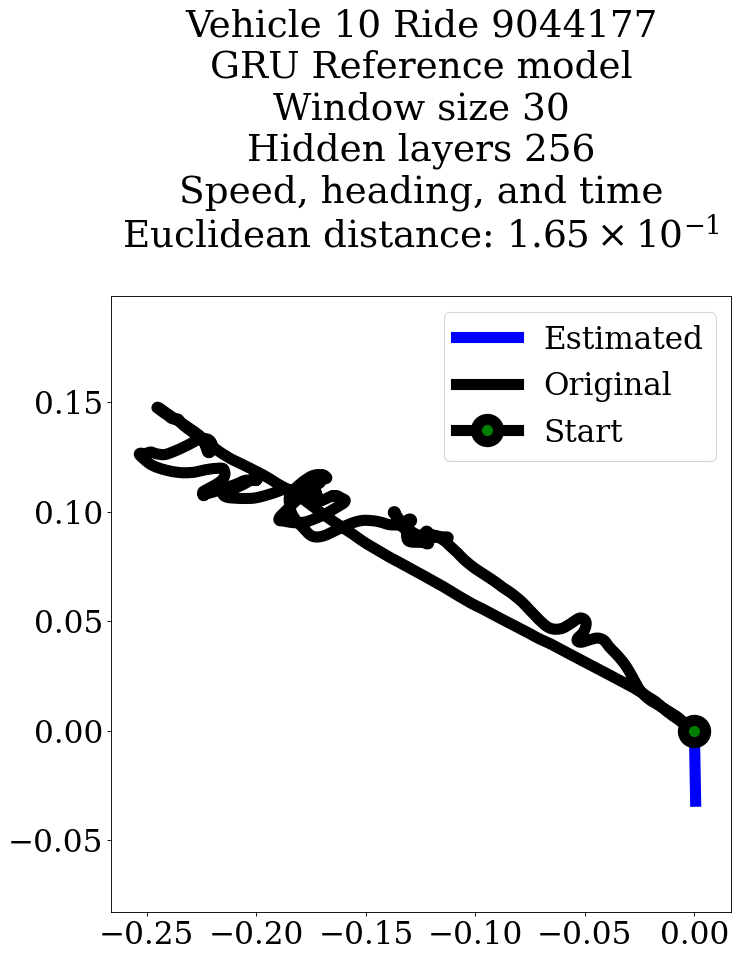 Vehicle 10 Ride 9044177
GRU Reference model
Window size 30
Hidden layers 256
Speed, heading, and time
Euclidean distance: 1.65 × 10⁻¹
Estimated
Original
Start
0.15
0.10
0.05
0.00
−0.05
−0.25 −0.20 −0.15 −0.10 −0.05 0.00